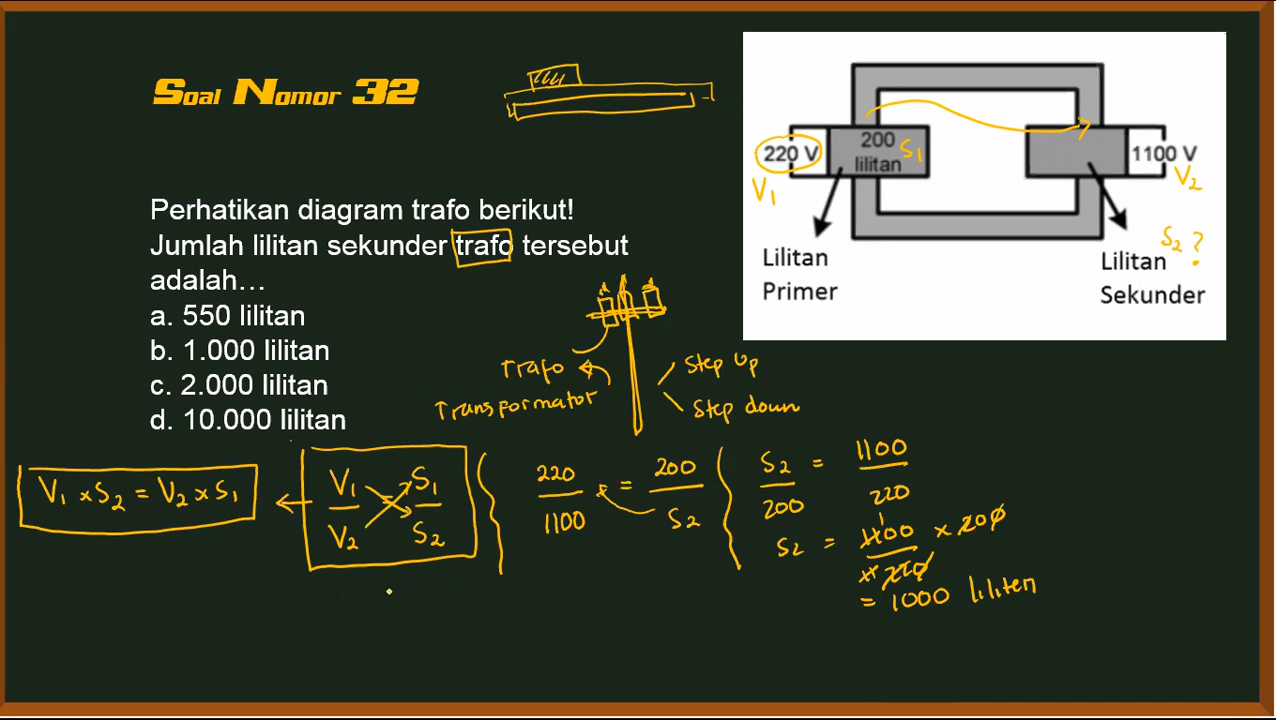 Soal Nomor 32
Perhatikan diagram trafo berikut!
Jumlah lilitan sekunder trafo tersebut
adalah...
a. 550 lilitan
b. 1.000 lilitan
c. 2.000 lilitan
d. 10.000 lilitan
220 V
V1
200
lilitan
S1
1100 V
V2
S2 ?
Lilitan
Primer
Lilitan
Sekunder
Trafo
Transformator
Step Up
Step down
V1 x S2 = V2 x S1
V1/V2 = S1/S2
220/1100 = 200/S2
S2/200 = 1100/220
S2 = 1100/220 x 200
= 1000 liliten